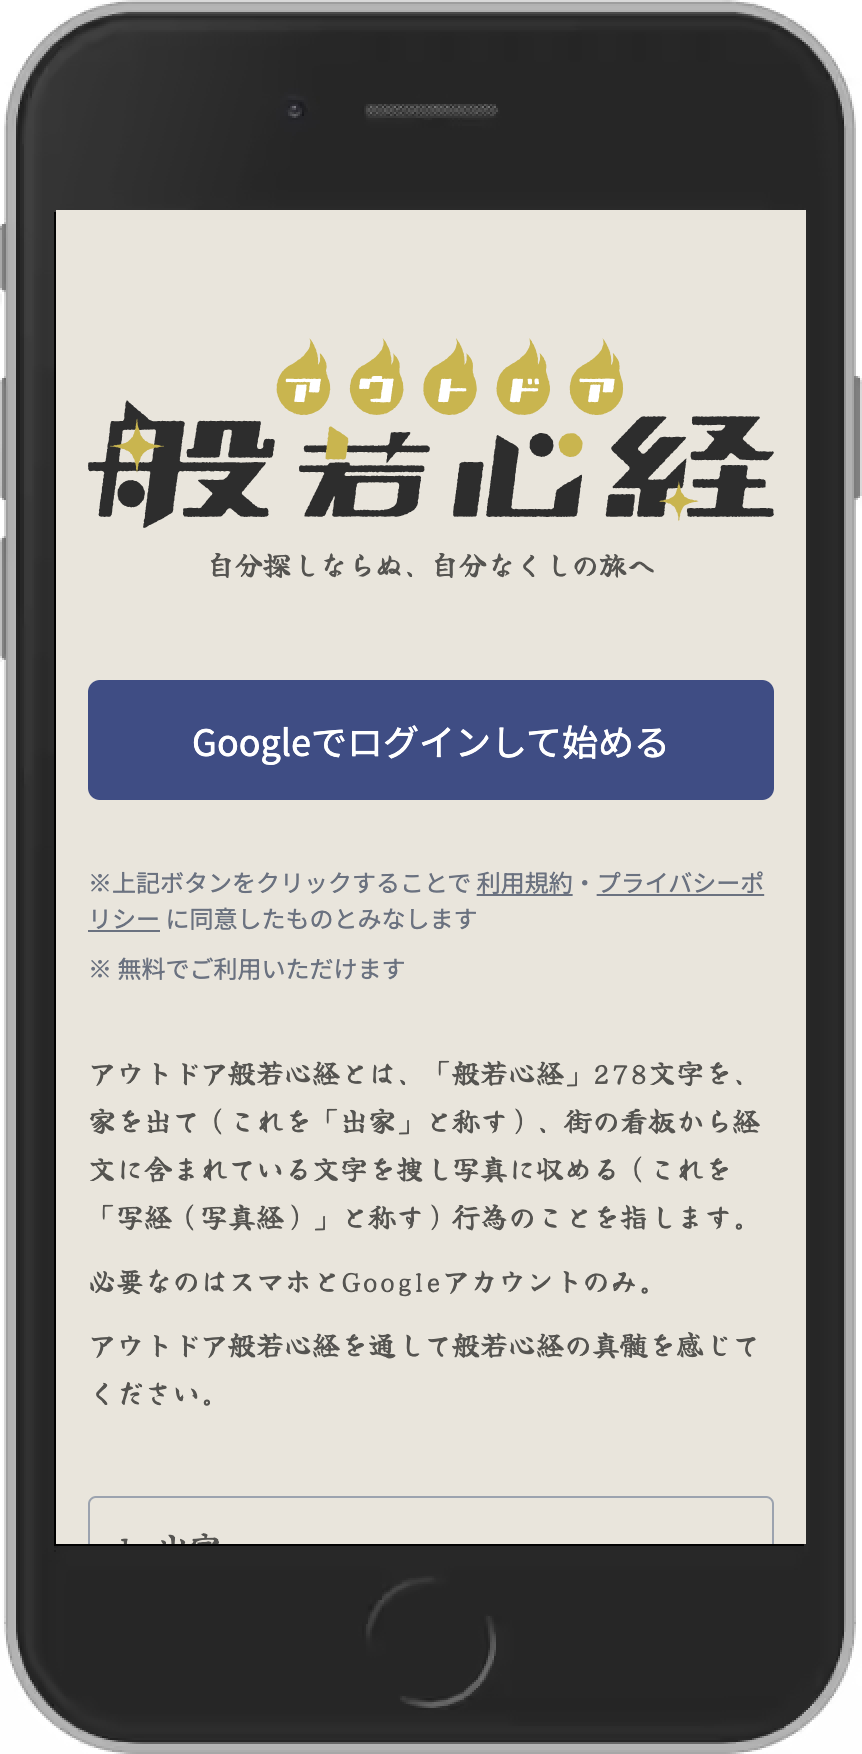 アウトドア
般若心経
自分探しならぬ、自分なくしの旅へ
Googleでログインして始める
※上記ボタンをクリックすることで 利用規約・プライバシーポ
リシー に同意したものとみなします
※ 無料でご利用いただけます
アウトドア般若心経とは、「般若心経」278文字を、
家を出て（これを「出家」と称す）、街の看板から経
文に含まれている文字を捜し写真に収める（これを
「写経（写真経）」と称す）行為のことを指します。
必要なのはスマホとGoogleアカウントのみ。
アウトドア般若心経を通して般若心経の真髄を感じて
ください。